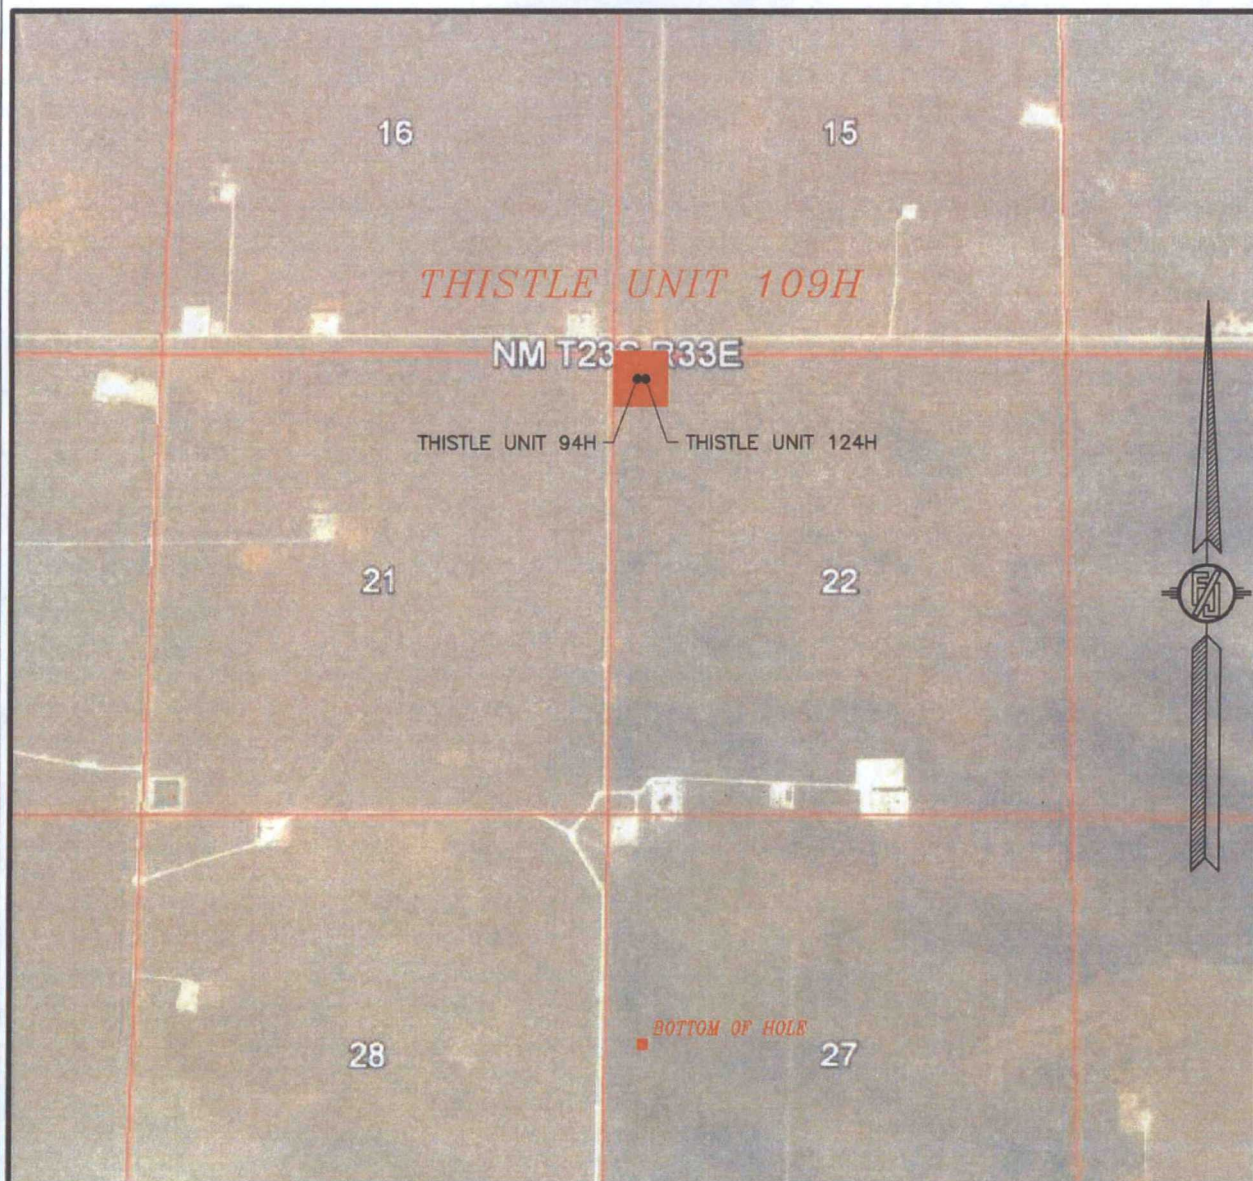 16
15
THISTLE UNIT 109H
NM T23S R33E
THISTLE UNIT 94H
THISTLE UNIT 124H
21
22
BOTTOM OF HOLE
28
27